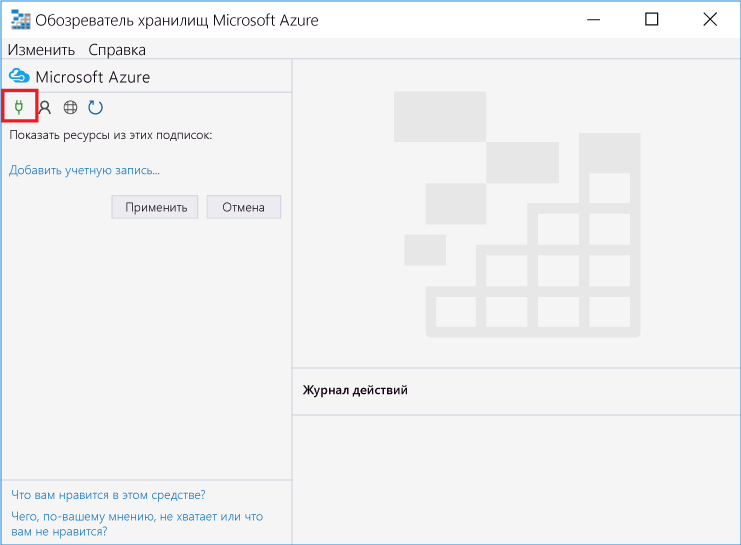 Обозреватель хранилищ Microsoft Azure
Изменить Справка
Microsoft Azure
Показать ресурсы из этих подписок:
Добавить учетную запись...
Применить Отмена
Журнал действий
Что вам нравится в этом средстве?
Чего, по-вашему мнению, не хватает или что
вам не нравится?